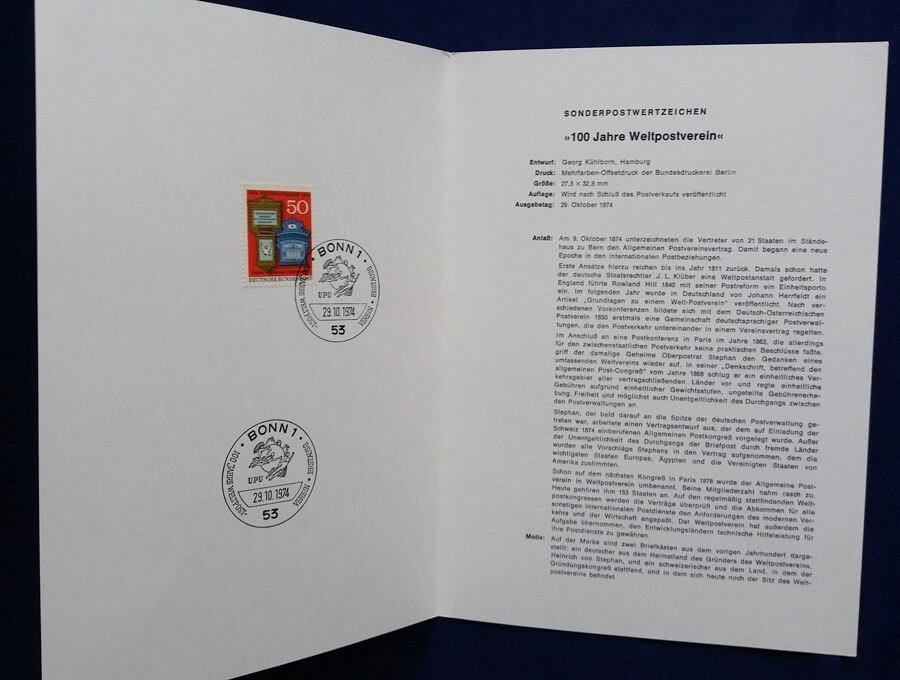 50
DEUTSCHE BUNDESPOST
BONN 1
100 JAHRE WELTPOSTVEREIN
AUSGABETAG
UPU
29.10.1974
53
BONN 1
100 JAHRE WELTPOSTVEREIN
AUSGABETAG
UPU
29.10.1974
53
SONDERPOSTWERTZEICHEN
»100 Jahre Weltpostverein«
Entwurf: Georg Kühlborn, Hamburg
Druck: Mehrfarben-Offsetdruck der Bundesdruckerei Berlin
Größe: 27,5 × 32,8 mm
Auflage: Wird nach Schluß des Postverkaufs veröffentlicht
Ausgabetag: 29. Oktober 1974
Anlaß: Am 9. Oktober 1874 unterzeichneten die Vertreter von 21 Staaten im Stände-
haus zu Bern den Allgemeinen Postvereinsvertrag. Damit begann eine neue
Epoche in den internationalen Postbeziehungen.
Erste Ansätze hierzu reichen bis ins Jahr 1811 zurück. Damals schon hatte
der deutsche Staatsrechtler J. L. Klüber eine Weltpostanstalt gefordert. In
England führte Rowland Hill 1840 mit seiner Postreform ein Einheitsporto
ein. Im folgenden Jahr wurde in Deutschland von Johann Herrfeldt ein
Artikel „Grundlagen zu einem Welt-Postverein" veröffentlicht. Nach ver-
schiedenen Vorkonferenzen bildete sich mit dem Deutsch-Österreichischen
Postverein 1850 erstmals eine Gemeinschaft deutschsprachiger Postverwal-
tungen, die den Postverkehr untereinander in einem Vereinsvertrag regelten.
Im Anschluß an eine Postkonferenz in Paris im Jahre 1863, die allerdings
für den zwischenstaatlichen Postverkehr keine praktischen Beschlüsse faßte,
griff der damalige Geheime Oberpostrat Stephan den Gedanken eines
umfassenden Weltvereins wieder auf. In seiner „Denkschrift, betreffend den
allgemeinen Post-Congreß" vom Jahre 1868 schlug er ein einheitliches Ver-
kehrsgebiet aller vertragschließenden Länder vor und regte einheitliche
Gebühren aufgrund einheitlicher Gewichtsstufen, ungeteilte Gebührenerhe-
bung, Freiheit und möglichst auch Unentgeltlichkeit des Durchgangs zwischen
den Postverwaltungen an.
Stephan, der bald darauf an die Spitze der deutschen Postverwaltung ge-
treten war, arbeitete einen Vertragsentwurf aus, der dem auf Einladung der
Schweiz 1874 einberufenen Allgemeinen Postkongreß vorgelegt wurde. Außer
der Unentgeltlichkeit des Durchgangs der Briefpost durch fremde Länder
wurden alle Vorschläge Stephans in den Vertrag aufgenommen, dem die
wichtigsten Staaten Europas, Ägypten und die Vereinigten Staaten von
Amerika zustimmten.
Schon auf dem nächsten Kongreß in Paris 1878 wurde der Allgemeine Post-
verein in Weltpostverein umbenannt. Seine Mitgliederzahl nahm rasch zu.
Heute gehören ihm 153 Staaten an. Auf den regelmäßig stattfindenden Welt-
postkongressen werden die Verträge überprüft und die Abkommen für alle
sonstigen internationalen Postdienste den Anforderungen des modernen Ver-
kehrs und der Wirtschaft angepaßt. Der Weltpostverein hat außerdem die
Aufgabe übernommen, den Entwicklungsländern technische Hilfeleistung für
ihre Postdienste zu gewähren.
Motiv: Auf der Marke sind zwei Briefkästen aus dem vorigen Jahrhundert darge-
stellt: ein deutscher aus dem Heimatland des Gründers des Weltpostvereins,
Heinrich von Stephan, und ein schweizerischer aus dem Land, in dem der
Gründungskongreß stattfand, und in dem sich heute noch der Sitz des Welt-
postvereins befindet.